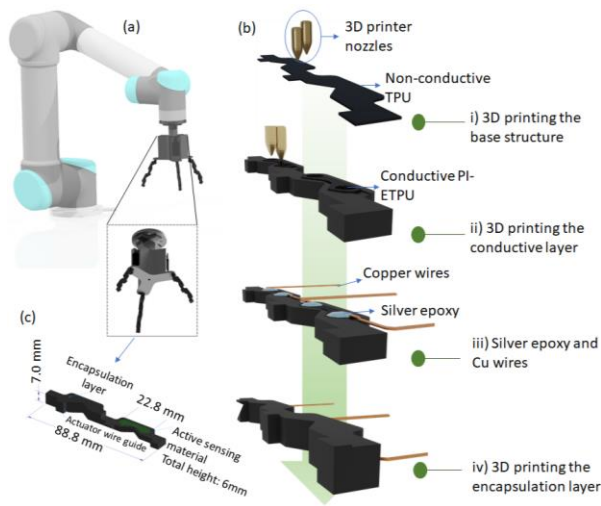 (a)
(b)
3D printer
nozzles
Non-conductive
TPU
i) 3D printing the
base structure
Conductive PI-
ETPU
ii) 3D printing the
conductive layer
Copper wires
Silver epoxy
iii) Silver epoxy and
Cu wires
iv) 3D printing the
encapsulation layer
(c)
7.0 mm
Encapsulation
layer
22.8 mm
Actuator wire guide
88.8 mm
Active sensing
material
Total height: 6mm